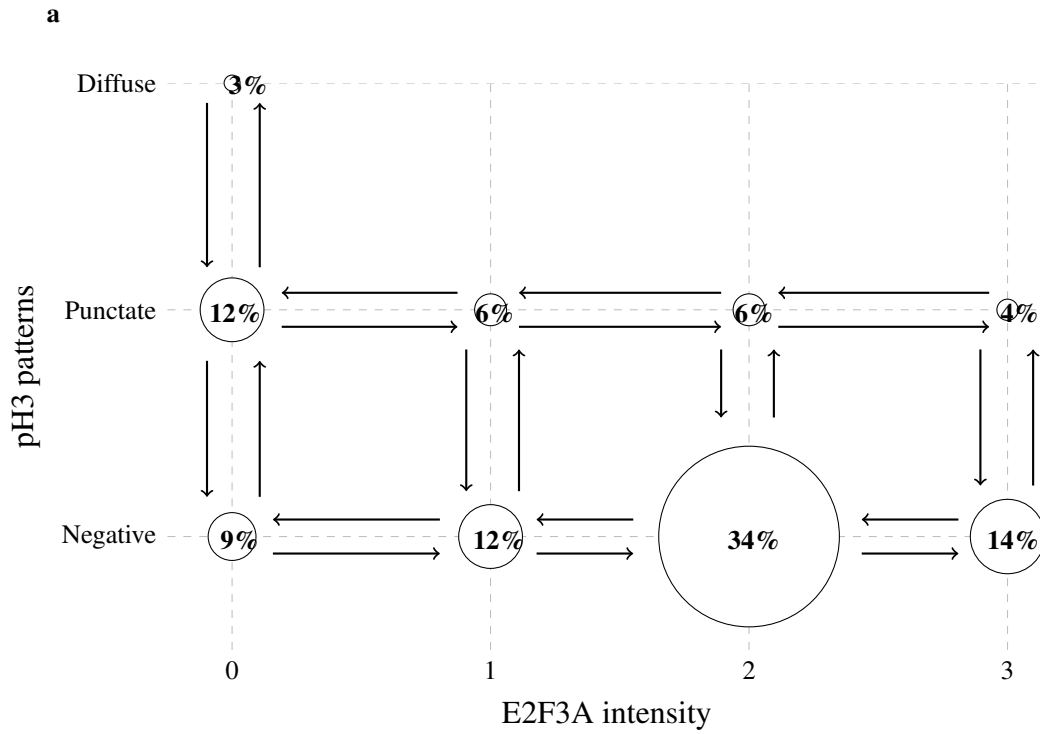 a
Diffuse
3%
pH3 patterns
Punctate
12%
6%
6%
4%
Negative
9%
12%
34%
14%
0
1
2
3
E2F3A intensity